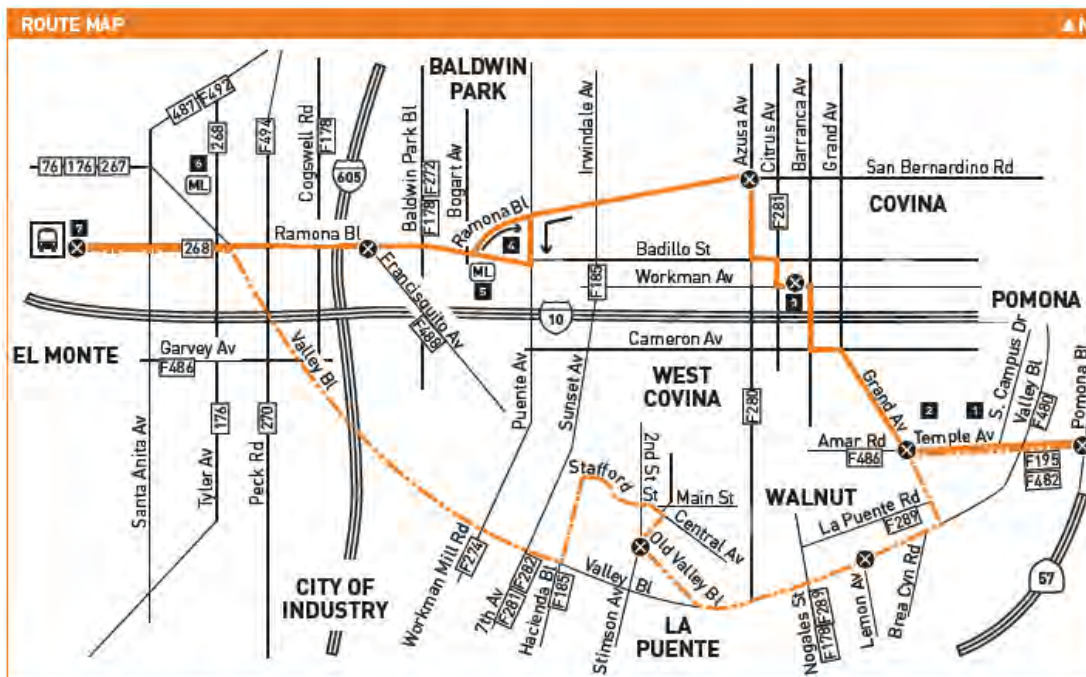 ROUTE MAP
▲N
BALDWIN
PARK
487 F492
268
F494
Cogswell Rd
F178
605
Baldwin Park Bl
F178 F272
Bogart Av
Irwindale Av
Azusa Av
Citrus Av
Barranca Av
Grand Av
San Bernardino Rd
COVINA
76 176 267
6
ML
7
268
Ramona Bl
Ramona Bl
4
F281
Badillo St
Francisquito Av
F488
ML
5
F185
Workman Av
3
POMONA
10
EL MONTE
Garvey Av
F486
Valley Bl
Cameron Av
WEST
COVINA
Puente Av
Sunset Av
F280
Grand Av
S. Campus Dr
Valley Bl
F480
Pomona Bl
2
1
Santa Anita Av
176
Tyler Av
270
Peck Rd
Amar Rd
F486
Temple Av
F195
F482
2nd St
St
Stafford
St
Main St
Central Av
WALNUT
La Puente Rd
F289
Old Valley Bl
Workman Mill Rd
F274
CITY OF
INDUSTRY
7th Av
F281 F282
Hacienda Bl
F185
Valley Bl
Stimson Av
LA
PUENTE
Nogales St
F178 F289
Lemon Av
Brea Cyn Rd
57